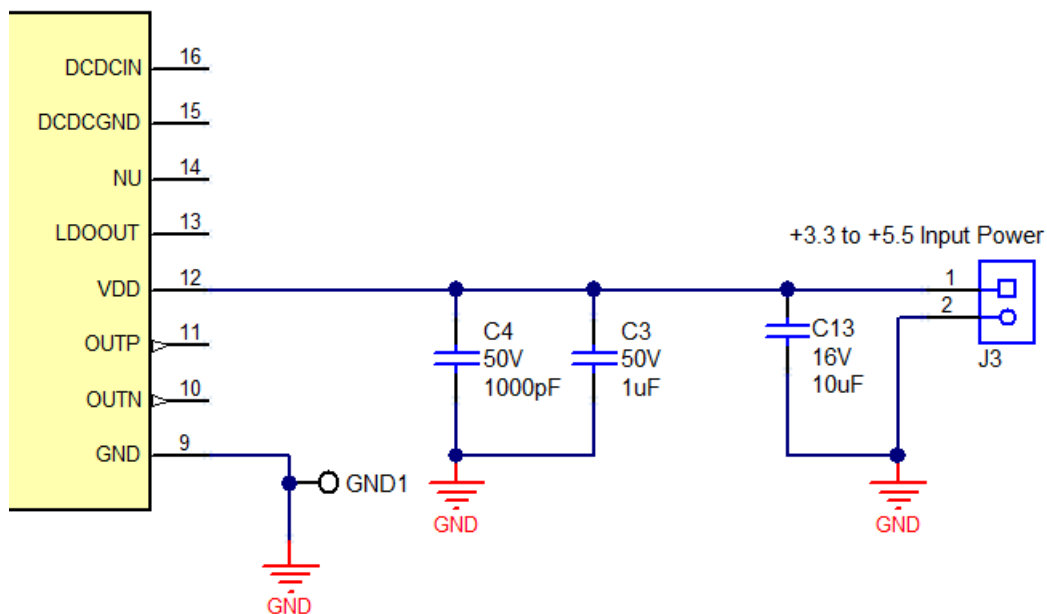 DCDCIN 16
DCDCGND 15
NU 14
LDOOUT 13
VDD 12
OUTP 11
OUTN 10
GND 9
GND1
GND
C4
50V
1000pF
GND
C3
50V
1uF
C13
16V
10uF
GND
+3.3 to +5.5 Input Power
1
2
J3